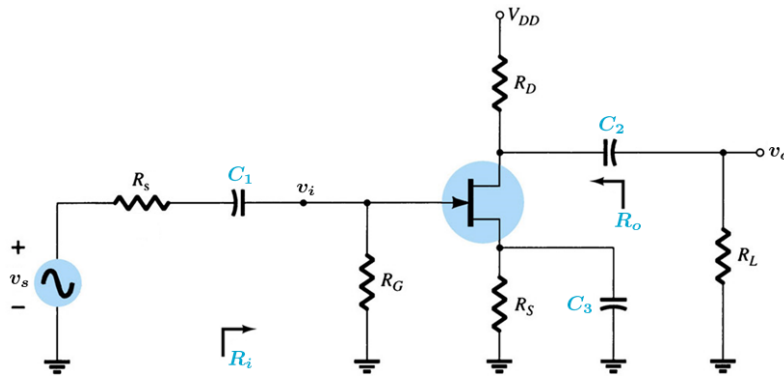 V_DD
R_D
C_2
v_o
R_s
C_1
v_i
R_o
+
v_s
−
R_G
R_S
C_3
R_L
R_i